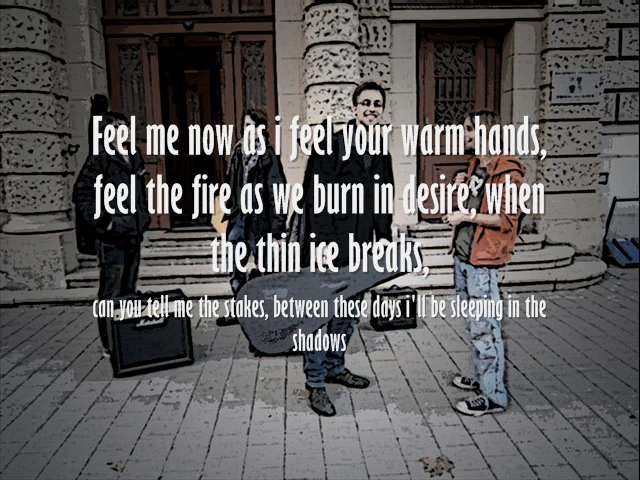 Feel me now as i feel your warm hands,
feel the fire as we burn in desire, when
the thin ice breaks,
can you tell me the stakes, between these days i'll be sleeping in the
shadows
Marshall